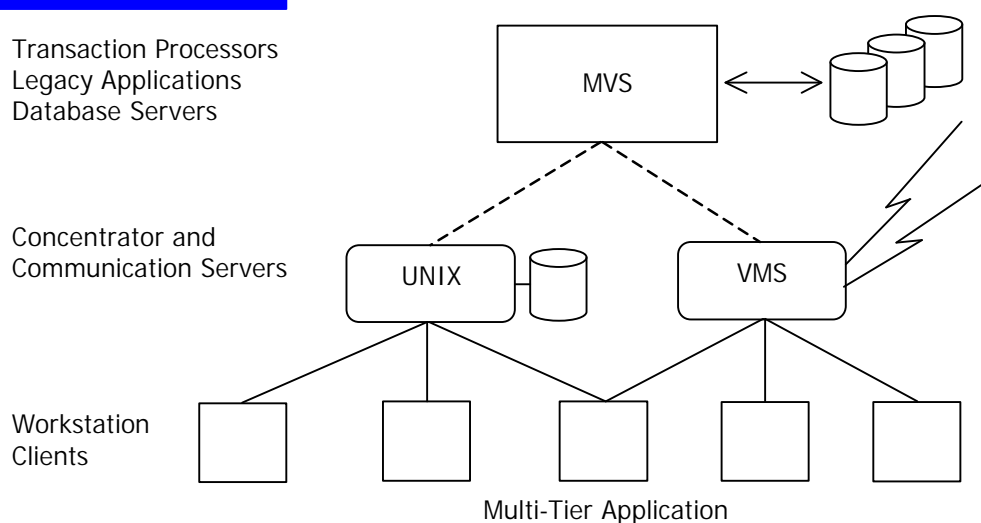 Transaction Processors
Legacy Applications
Database Servers
MVS
Concentrator and
Communication Servers
UNIX
VMS
Workstation
Clients
Multi-Tier Application